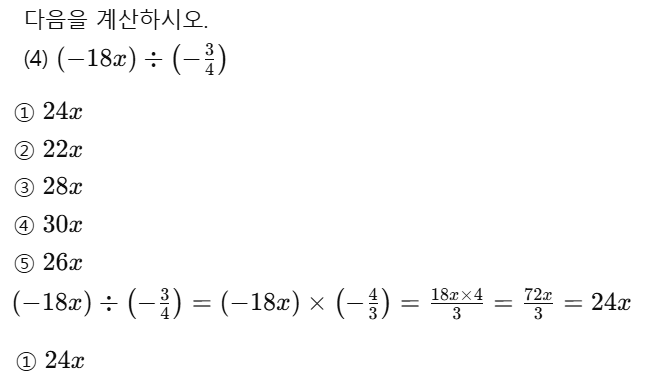 다음을 계산하시오.
(4) (−18x) ÷ (−3/4)
① 24x
② 22x
③ 28x
④ 30x
⑤ 26x
(−18x) ÷ (−3/4) = (−18x) × (−4/3) = 18x×4/3 = 72x/3 = 24x
① 24x